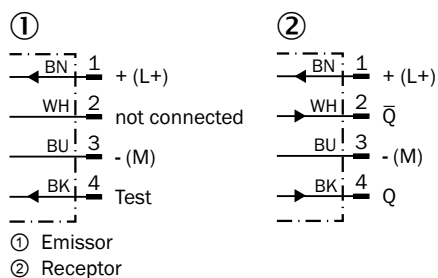 ①
BN 1 + (L+)
WH 2 not connected
BU 3 - (M)
BK 4 Test
②
BN 1 + (L+)
WH 2 Q̅
BU 3 - (M)
BK 4 Q
① Emissor
② Receptor